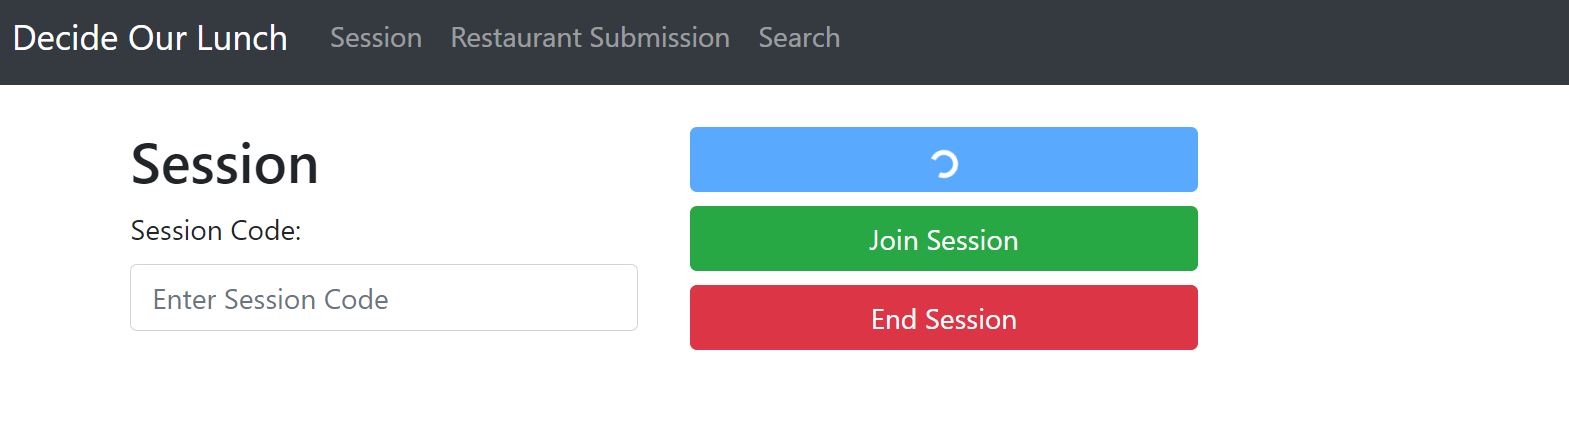 Decide Our Lunch Session Restaurant Submission Search
Session
Session Code:
Enter Session Code
Join Session
End Session